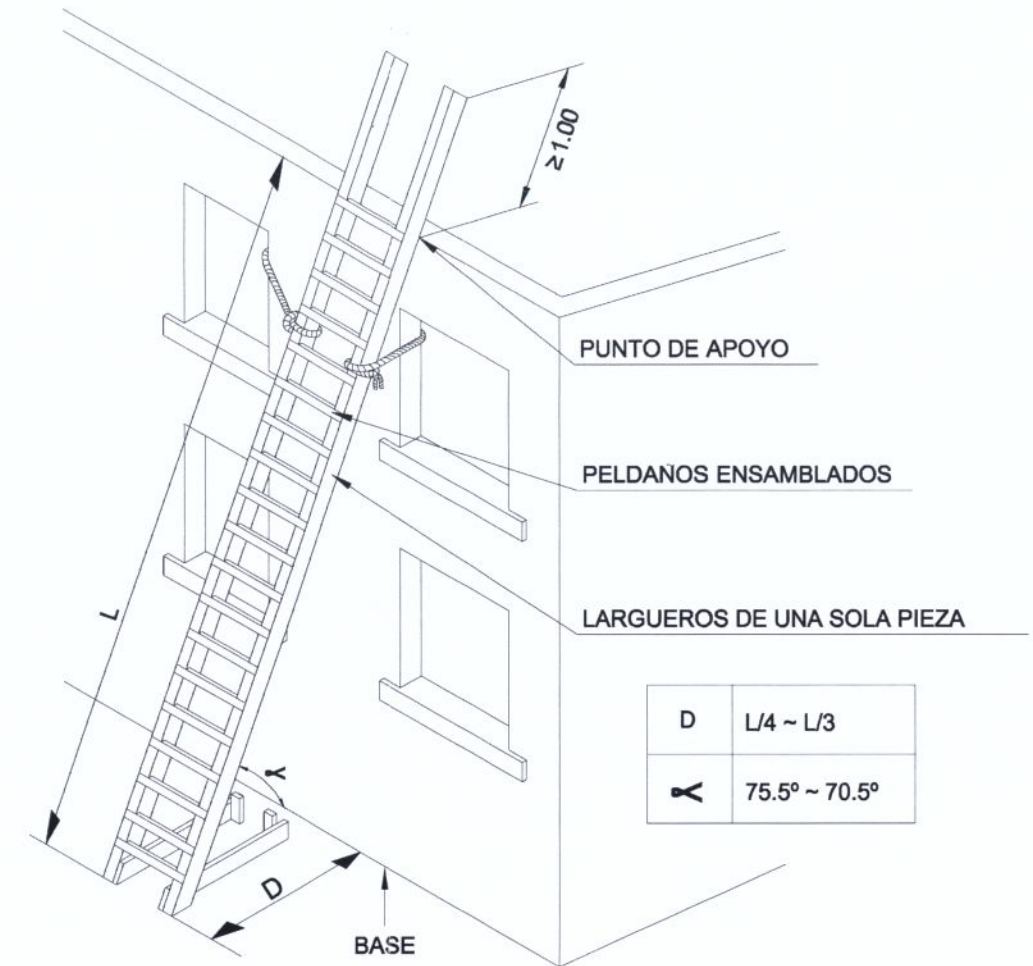 ≥1.00
PUNTO DE APOYO
PELDAÑOS ENSAMBLADOS
L
LARGUEROS DE UNA SOLA PIEZA
D L/4 ~ L/3
∝ 75.5º ~ 70.5º
∝
D
BASE